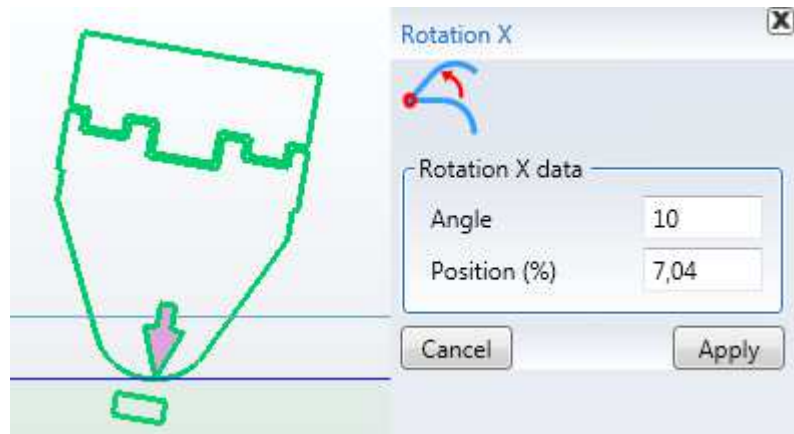 Rotation X
Rotation X data
Angle 10
Position (%) 7,04
Cancel Apply